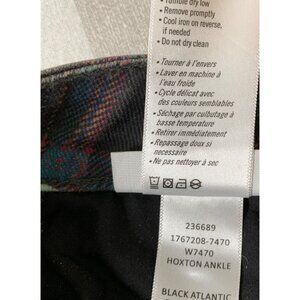 • Tumble dry low
• Remove promptly
• Cool iron on reverse,
if needed
• Do not dry clean
• Tourner à l'envers
• Laver en machine à
l'eau froide
• Cycle délicat avec
des couleurs semblables
• Séchage par culbutage à
basse température
• Retirer immédiatement
• Repassage doux si
necessaire
• Ne pas nettoyer à sec
236689
1767208-7470
W7470
HOXTON ANKLE
BLACK ATLANTIC